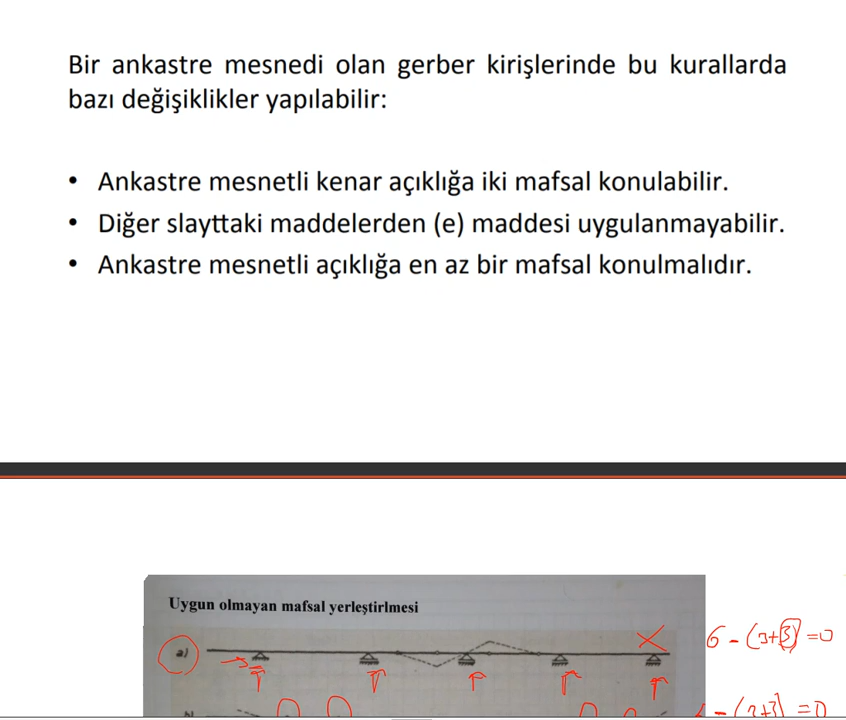 Bir ankastre mesnedi olan gerber kirişlerinde bu kurallarda
bazı değişiklikler yapılabilir:
• Ankastre mesnetli kenar açıklığa iki mafsal konulabilir.
• Diğer slayttaki maddelerden (e) maddesi uygulanmayabilir.
• Ankastre mesnetli açıklığa en az bir mafsal konulmalıdır.
Uygun olmayan mafsal yerleştirlmesi
a)
6-(3+3)=0